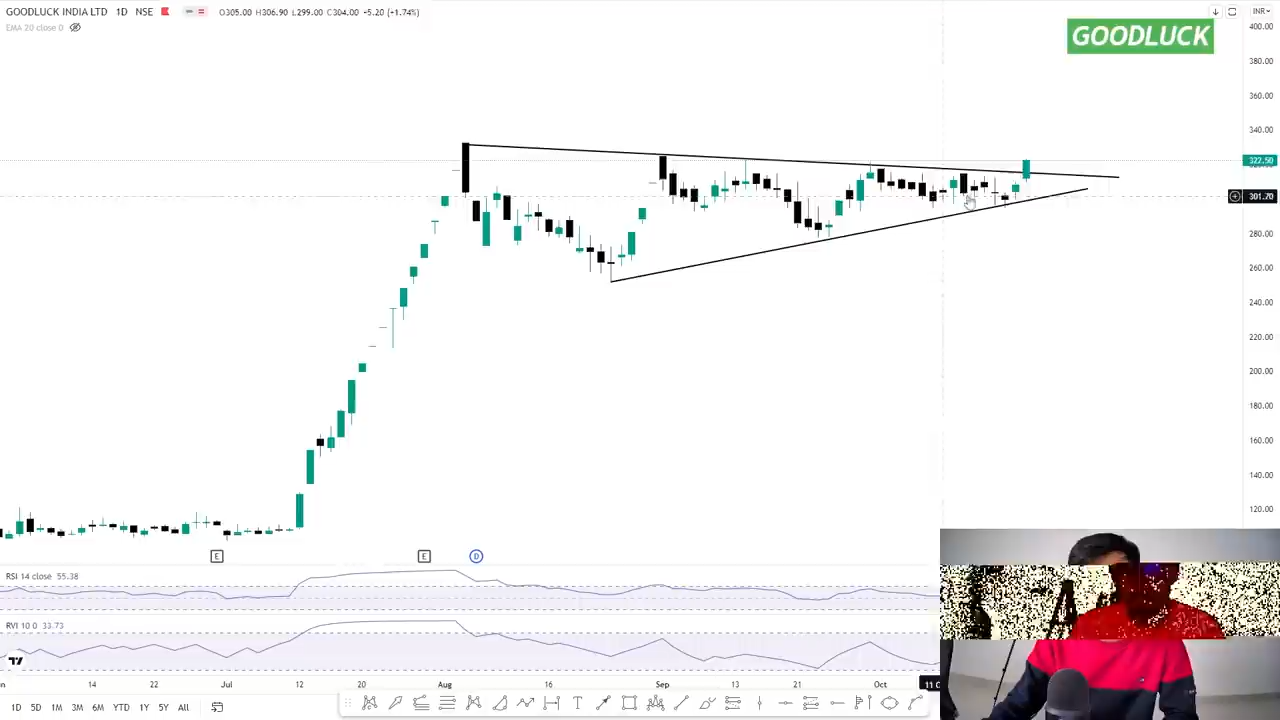 GOODLUCK INDIA LTD 1D NSE O305.00 H306.90 L299.00 C304.00 +5.20 (+1.74%) INR
EMA 20 close 0
GOODLUCK
400.00
380.00
360.00
340.00
322.50
301.70
280.00
260.00
240.00
220.00
200.00
180.00
160.00
140.00
120.00
E E D
RSI 14 close 55.38
RVI 10 0 33.73
14 22 Jul 12 20 Aug 16 Sep 13 21 Oct 11
1D 5D 1M 3M 6M YTD 1Y 5Y All